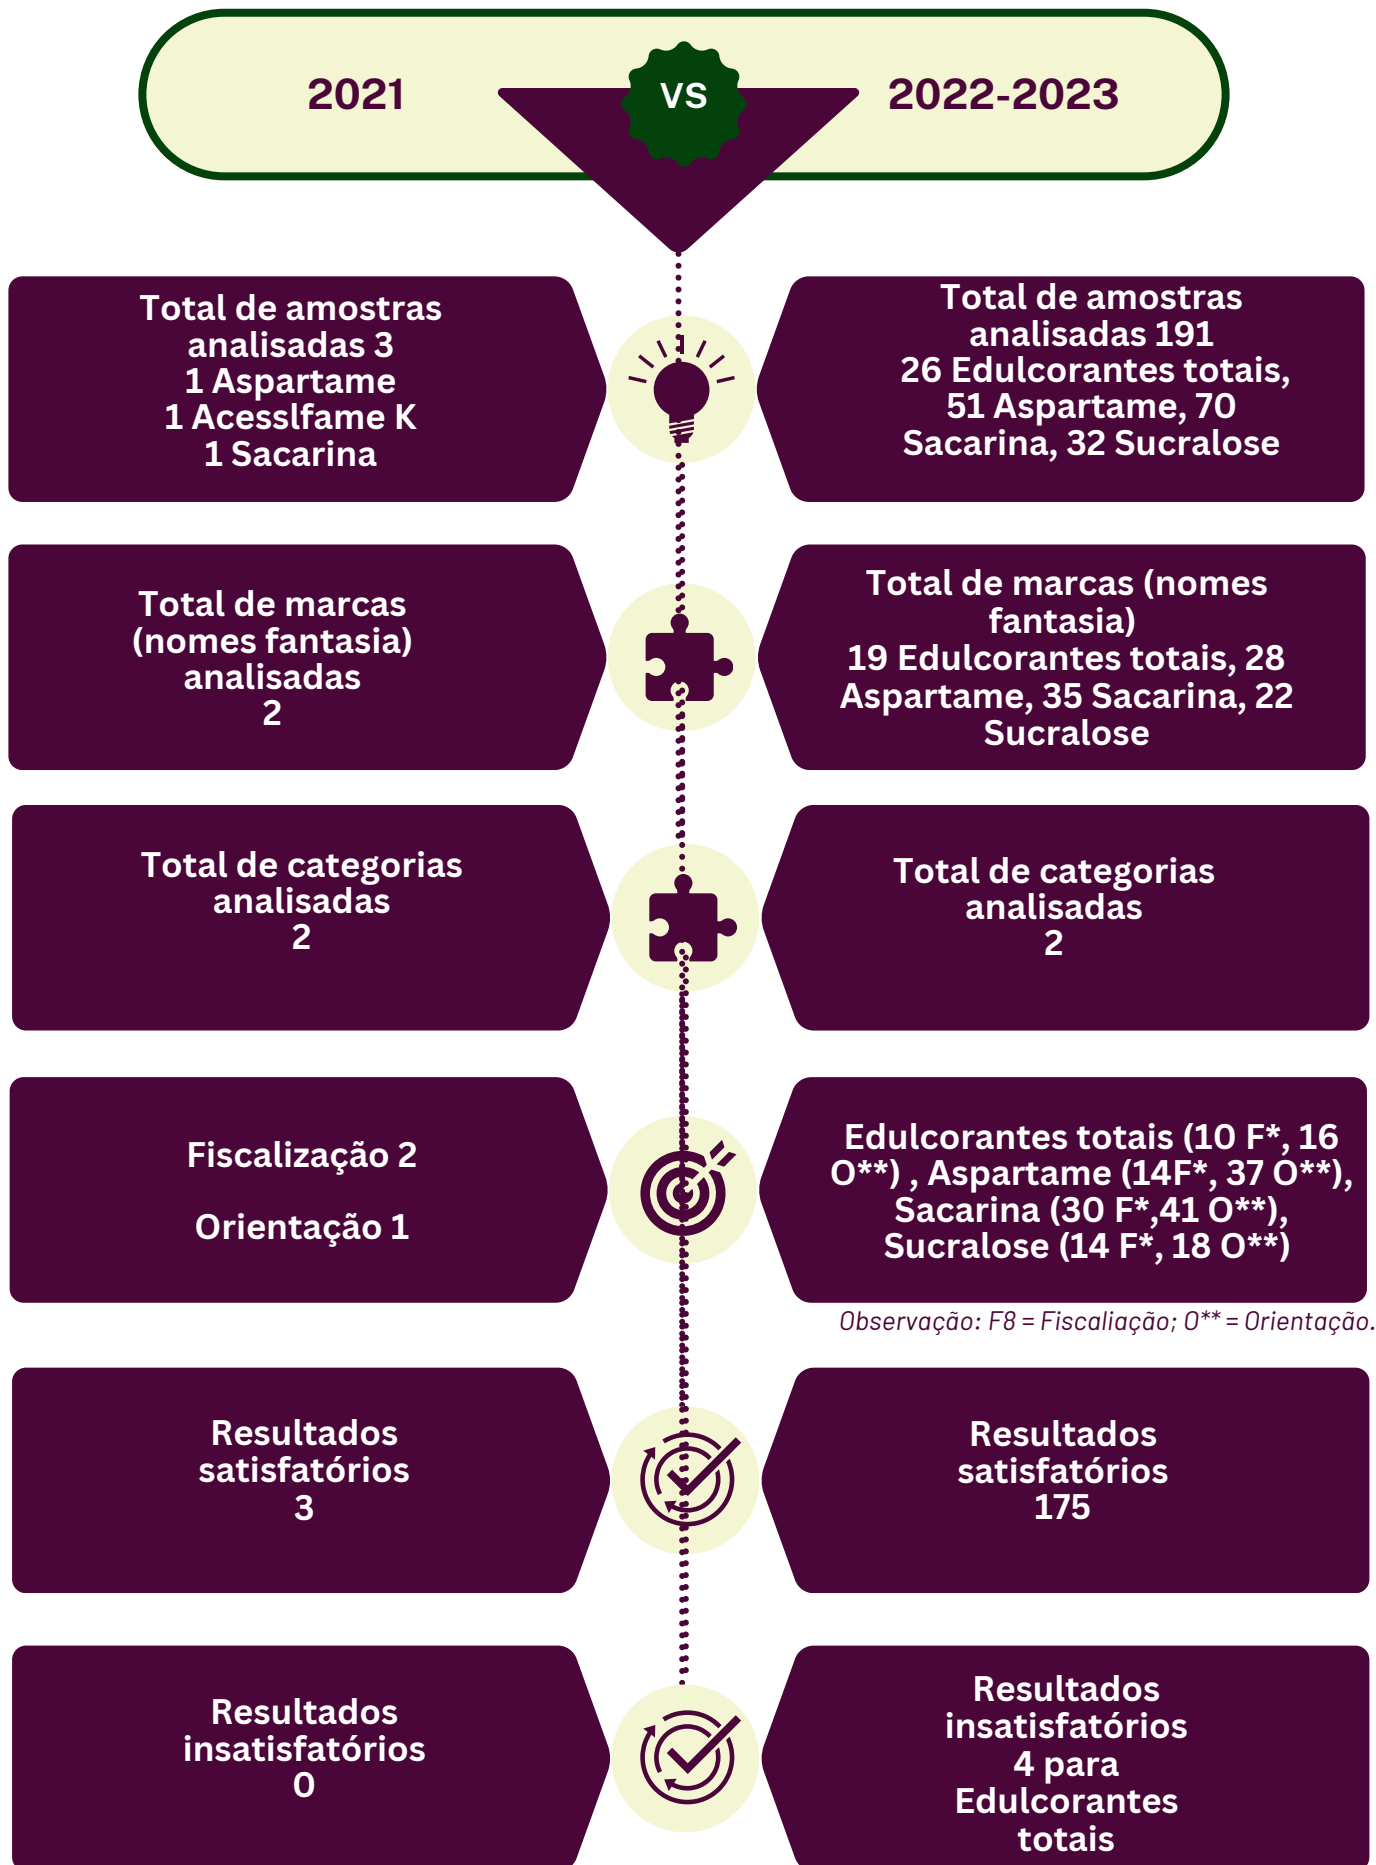 2021
VS
2022-2023
Total de amostras
analisadas 3
1 Aspartame
1 Acesslfame K
1 Sacarina
Total de amostras
analisadas 191
26 Edulcorantes totais,
51 Aspartame, 70
Sacarina, 32 Sucralose
Total de marcas
(nomes fantasia)
analisadas
2
Total de marcas (nomes
fantasia)
19 Edulcorantes totais, 28
Aspartame, 35 Sacarina, 22
Sucralose
Total de categorias
analisadas
2
Total de categorias
analisadas
2
Fiscalização 2
Orientação 1
Edulcorantes totais (10 F*, 16
O**) , Aspartame (14F*, 37 O**),
Sacarina (30 F*,41 O**),
Sucralose (14 F*, 18 O**)
Observação: F8 = Fiscaliação; O** = Orientação.
Resultados
satisfatórios
3
Resultados
satisfatórios
175
Resultados
insatisfatórios
0
Resultados
insatisfatórios
4 para
Edulcorantes
totais